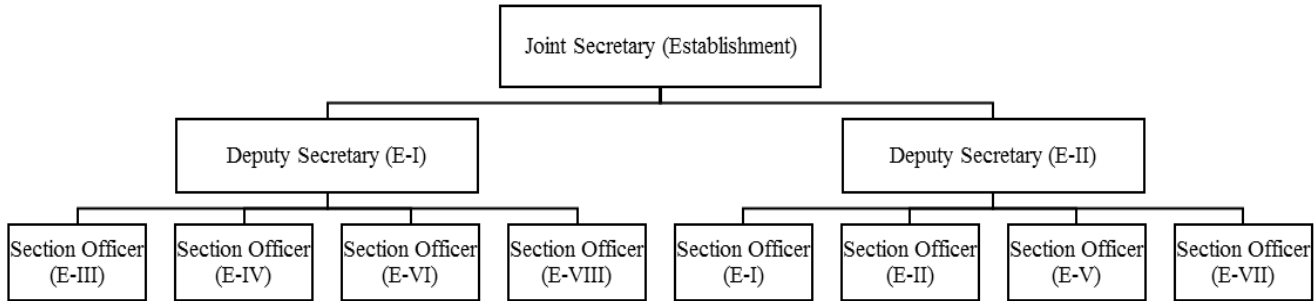 Joint Secretary (Establishment)
Deputy Secretary (E-I)
Deputy Secretary (E-II)
Section Officer
(E-III)
Section Officer
(E-IV)
Section Officer
(E-VI)
Section Officer
(E-VIII)
Section Officer
(E-I)
Section Officer
(E-II)
Section Officer
(E-V)
Section Officer
(E-VII)